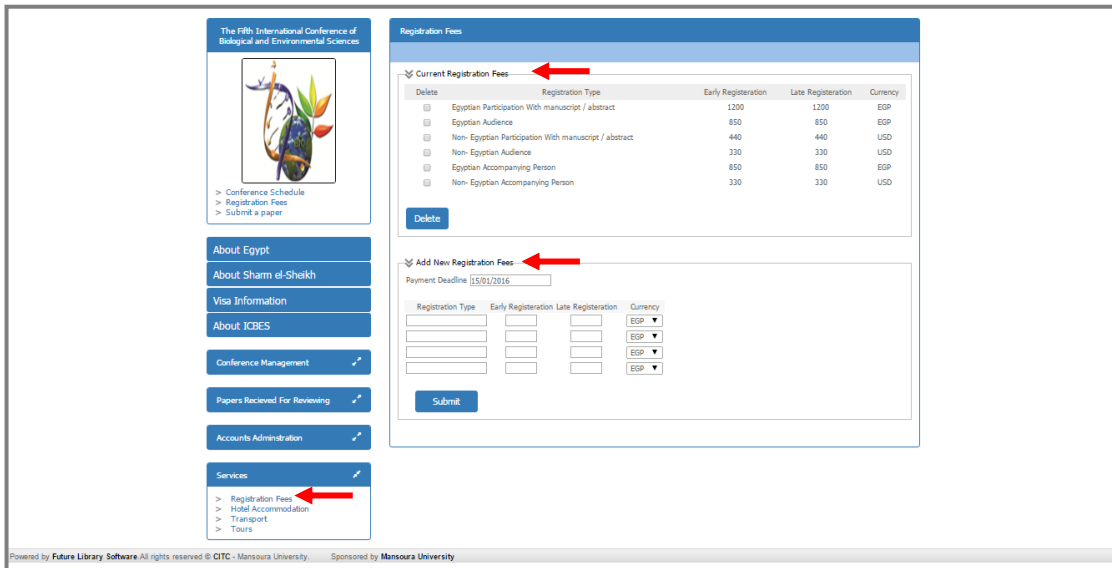 The Fifth International Conference of
Biological and Environmental Sciences
> Conference Schedule
> Registration Fees
> Submit a paper
About Egypt
About Sharm el-Sheikh
Visa Information
About ICBES
Conference Management
Papers Recieved For Reviewing
Accounts Adminstration
Services
> Registration Fees
> Hotel Accommodation
> Transport
> Tours
Registration Fees
Current Registration Fees
Delete Registration Type Early Registeration Late Registeration Currency
Egyptian Participation With manuscript / abstract 1200 1200 EGP
Egyptian Audience 850 850 EGP
Non- Egyptian Participation With manuscript / abstract 440 440 USD
Non- Egyptian Audience 330 330 USD
Egyptian Accompanying Person 850 850 EGP
Non- Egyptian Accompanying Person 330 330 USD
Delete
Add New Registration Fees
Payment Deadline 15/01/2016
Registration Type Early Registeration Late Registeration Currency
EGP
EGP
EGP
EGP
Submit
Powered by Future Library Software.All rights reserved © CITC - Mansoura University. Sponsored by Mansoura University